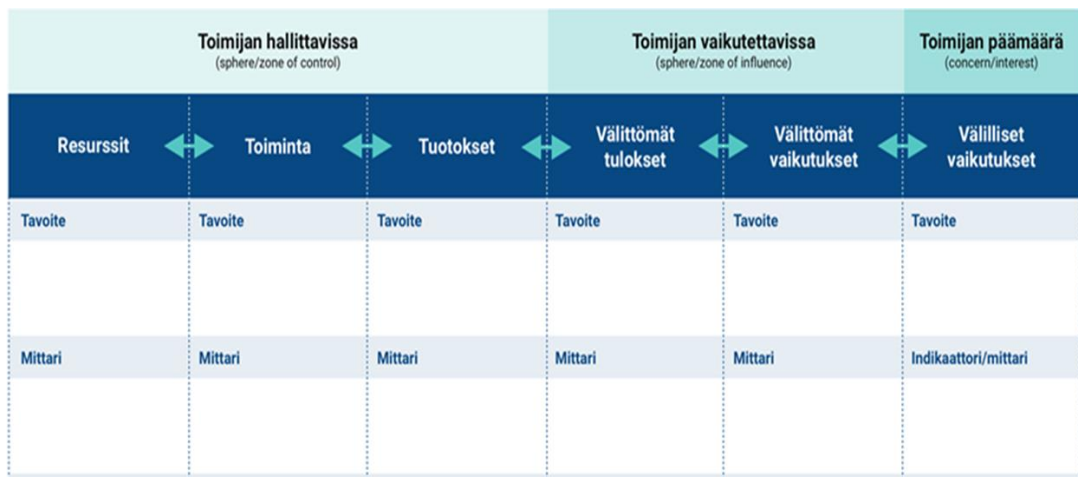 Toimijan hallittavissa
(sphere/zone of control)
Toimijan vaikutettavissa
(sphere/zone of influence)
Toimijan päämäärä
(concern/interest)
Resurssit
Toiminta
Tuotokset
Välittömät
tulokset
Välittömät
vaikutukset
Välilliset
vaikutukset
Tavoite
Tavoite
Tavoite
Tavoite
Tavoite
Tavoite
Mittari
Mittari
Mittari
Mittari
Mittari
Indikaattori/mittari